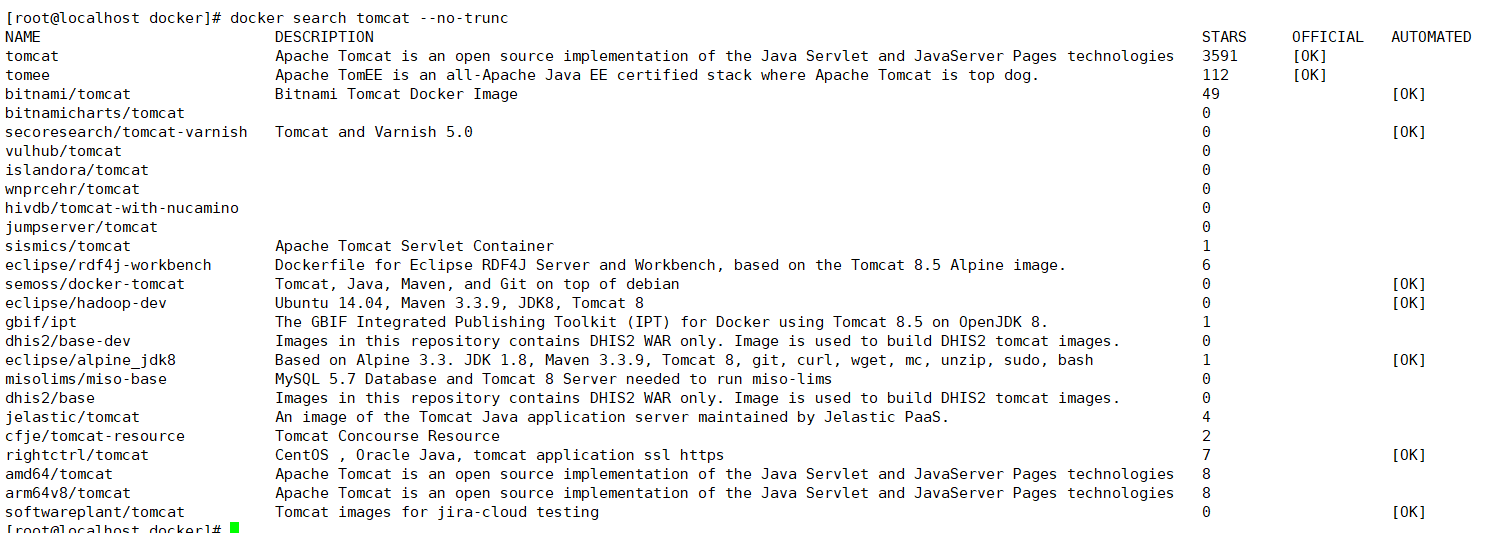 [root@localhost docker]# docker search tomcat --no-trunc
NAME                          DESCRIPTION                                                                                            STARS     OFFICIAL   AUTOMATED
tomcat                        Apache Tomcat is an open source implementation of the Java Servlet and JavaServer Pages technologies   3591      [OK]
tomee                         Apache TomEE is an all-Apache Java EE certified stack where Apache Tomcat is top dog.                  112       [OK]
bitnami/tomcat                Bitnami Tomcat Docker Image                                                                            49                   [OK]
bitnamicharts/tomcat                                                                                                                 0
secoresearch/tomcat-varnish   Tomcat and Varnish 5.0                                                                                 0                    [OK]
vulhub/tomcat                                                                                                                        0
islandora/tomcat                                                                                                                     0
wnprcehr/tomcat                                                                                                                      0
hivdb/tomcat-with-nucamino                                                                                                           0
jumpserver/tomcat                                                                                                                    0
sismics/tomcat                Apache Tomcat Servlet Container                                                                        1
eclipse/rdf4j-workbench       Dockerfile for Eclipse RDF4J Server and Workbench, based on the Tomcat 8.5 Alpine image.               6
semoss/docker-tomcat          Tomcat, Java, Maven, and Git on top of debian                                                          0                    [OK]
eclipse/hadoop-dev            Ubuntu 14.04, Maven 3.3.9, JDK8, Tomcat 8                                                              0                    [OK]
gbif/ipt                      The GBIF Integrated Publishing Toolkit (IPT) for Docker using Tomcat 8.5 on OpenJDK 8.                 1
dhis2/base-dev                Images in this repository contains DHIS2 WAR only. Image is used to build DHIS2 tomcat images.         0
eclipse/alpine_jdk8           Based on Alpine 3.3. JDK 1.8, Maven 3.3.9, Tomcat 8, git, curl, wget, mc, unzip, sudo, bash            1                    [OK]
misolims/miso-base            MySQL 5.7 Database and Tomcat 8 Server needed to run miso-lims                                         0
dhis2/base                    Images in this repository contains DHIS2 WAR only. Image is used to build DHIS2 tomcat images.         0
jelastic/tomcat               An image of the Tomcat Java application server maintained by Jelastic PaaS.                            4
cfje/tomcat-resource          Tomcat Concourse Resource                                                                              2
rightctrl/tomcat              CentOS , Oracle Java, tomcat application ssl https                                                     7                    [OK]
amd64/tomcat                  Apache Tomcat is an open source implementation of the Java Servlet and JavaServer Pages technologies   8
arm64v8/tomcat                Apache Tomcat is an open source implementation of the Java Servlet and JavaServer Pages technologies   8
softwareplant/tomcat          Tomcat images for jira-cloud testing                                                                   0                    [OK]
[root@localhost docker]#